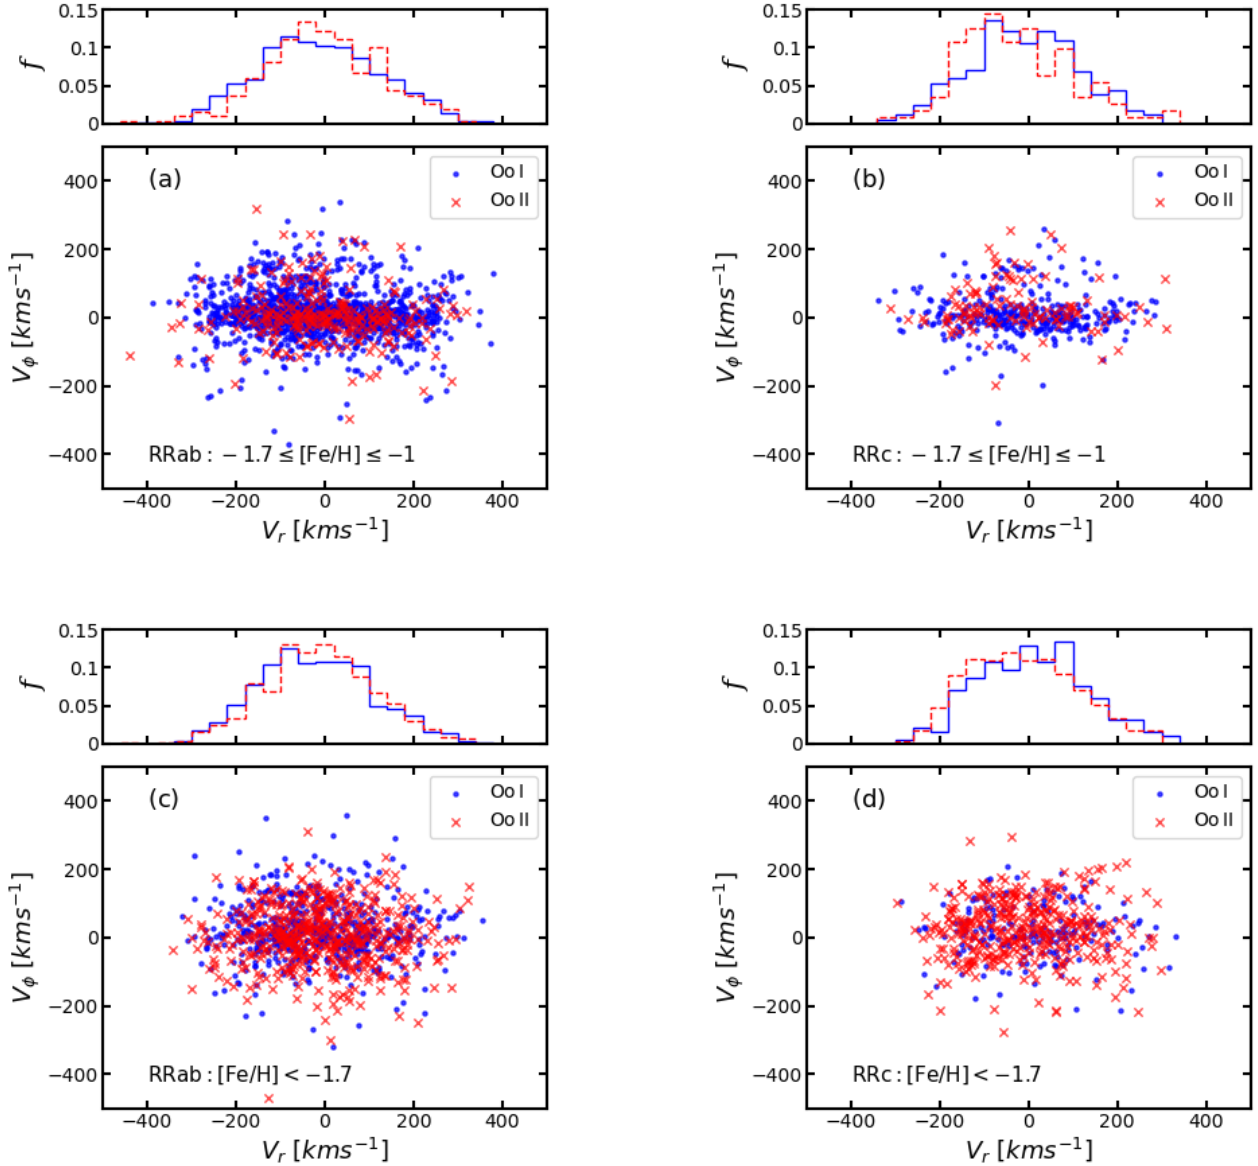 0.15
0.1
0.05
0
f
400
200
0
−200
−400
V_ϕ [kms⁻¹]
(a)
Oo I
Oo II
RRab : −1.7 ≤ [Fe/H] ≤ −1
−400 −200 0 200 400
V_r [kms⁻¹]
0.15
0.1
0.05
0
f
400
200
0
−200
−400
V_ϕ [kms⁻¹]
(b)
Oo I
Oo II
RRc : −1.7 ≤ [Fe/H] ≤ −1
−400 −200 0 200 400
V_r [kms⁻¹]
0.15
0.1
0.05
0
f
400
200
0
−200
−400
V_ϕ [kms⁻¹]
(c)
Oo I
Oo II
RRab : [Fe/H] < −1.7
−400 −200 0 200 400
V_r [kms⁻¹]
0.15
0.1
0.05
0
f
400
200
0
−200
−400
V_ϕ [kms⁻¹]
(d)
Oo I
Oo II
RRc : [Fe/H] < −1.7
−400 −200 0 200 400
V_r [kms⁻¹]